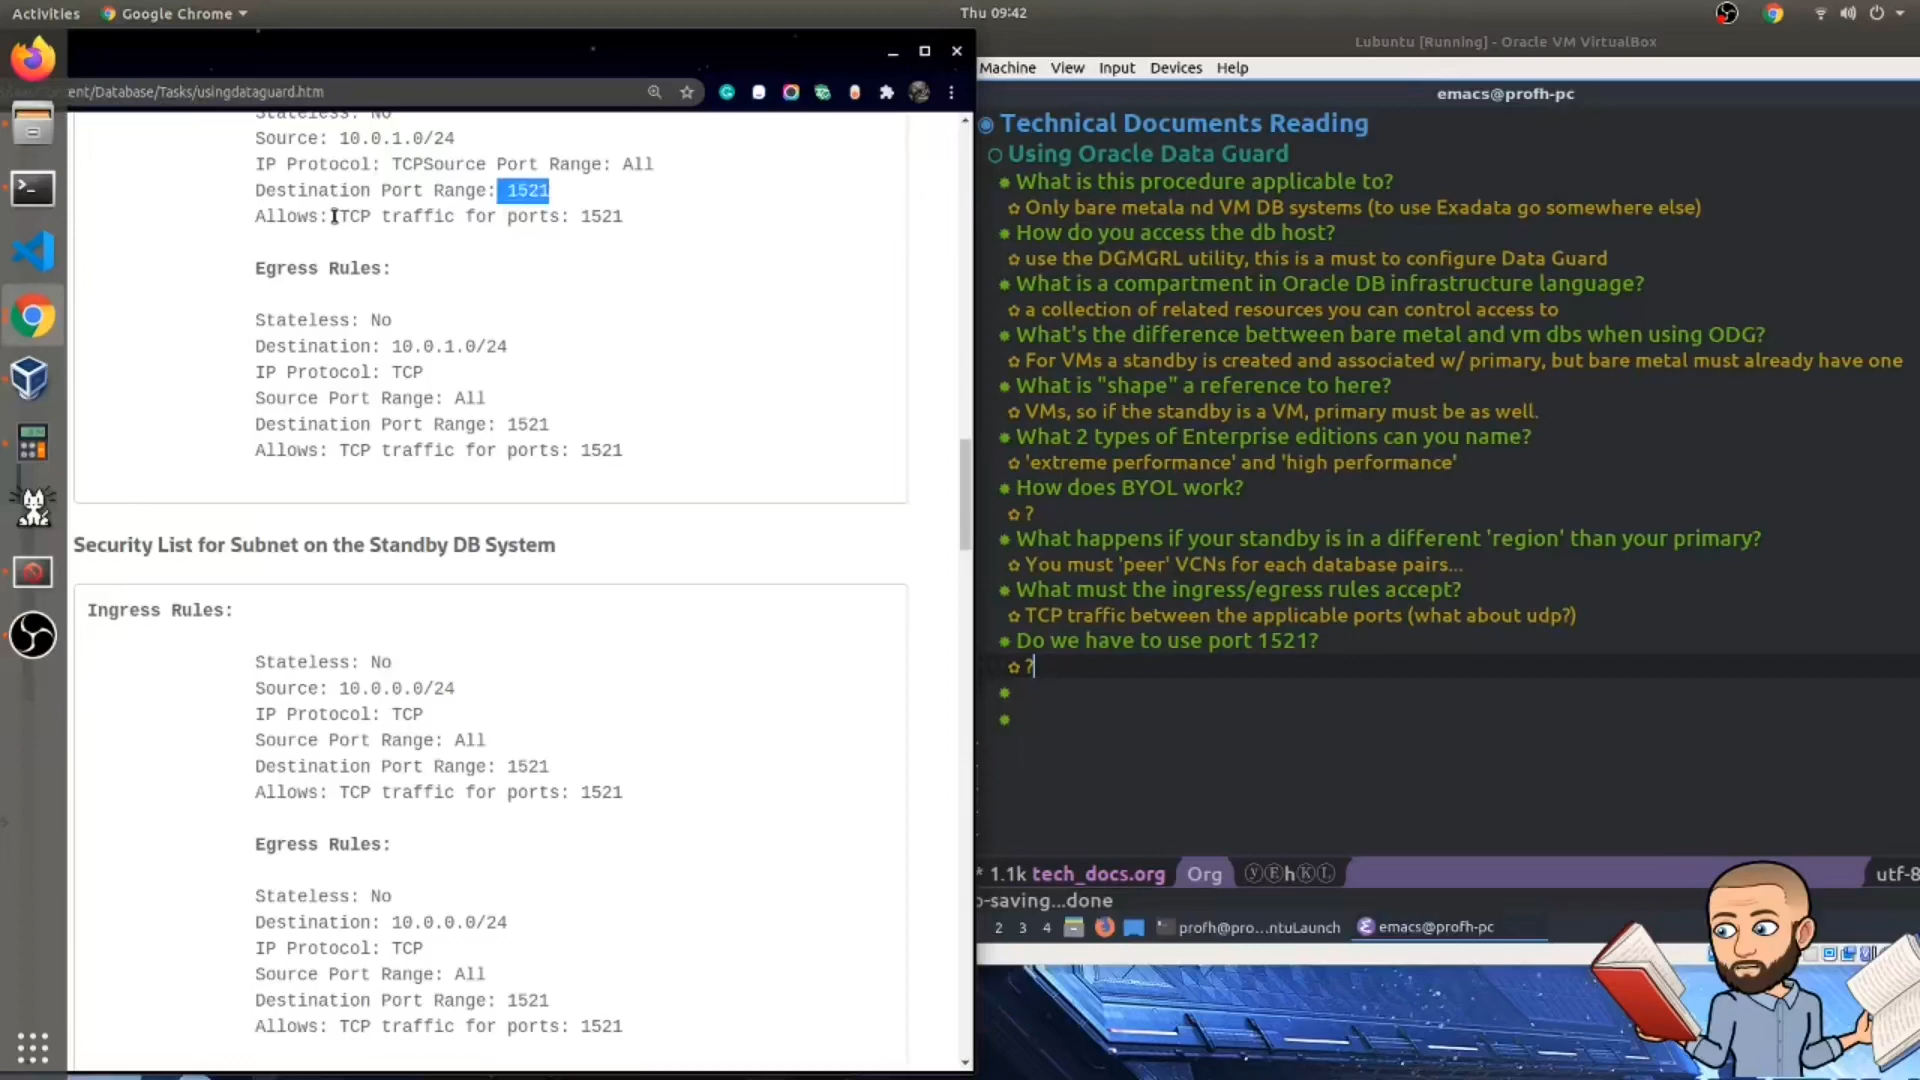 Activities
Google Chrome
Thu 09:42
Lubuntu [Running] - Oracle VM VirtualBox
ent/Database/Tasks/usingdataguard.htm
Stateless: No
Source: 10.0.1.0/24
IP Protocol: TCPSource Port Range: All
Destination Port Range: 1521
Allows: TCP traffic for ports: 1521
Egress Rules:
Stateless: No
Destination: 10.0.1.0/24
IP Protocol: TCP
Source Port Range: All
Destination Port Range: 1521
Allows: TCP traffic for ports: 1521
Security List for Subnet on the Standby DB System
Ingress Rules:
Stateless: No
Source: 10.0.0.0/24
IP Protocol: TCP
Source Port Range: All
Destination Port Range: 1521
Allows: TCP traffic for ports: 1521
Egress Rules:
Stateless: No
Destination: 10.0.0.0/24
IP Protocol: TCP
Source Port Range: All
Destination Port Range: 1521
Allows: TCP traffic for ports: 1521
Machine View Input Devices Help
emacs@profh-pc
Technical Documents Reading
Using Oracle Data Guard
What is this procedure applicable to?
Only bare metala nd VM DB systems (to use Exadata go somewhere else)
How do you access the db host?
use the DGMGRL utility, this is a must to configure Data Guard
What is a compartment in Oracle DB infrastructure language?
a collection of related resources you can control access to
What's the difference bettween bare metal and vm dbs when using ODG?
For VMs a standby is created and associated w/ primary, but bare metal must already have one
What is "shape" a reference to here?
VMs, so if the standby is a VM, primary must be as well.
What 2 types of Enterprise editions can you name?
'extreme performance' and 'high performance'
How does BYOL work?
?
What happens if your standby is in a different 'region' than your primary?
You must 'peer' VCNs for each database pairs...
What must the ingress/egress rules accept?
TCP traffic between the applicable ports (what about udp?)
Do we have to use port 1521?
?
* 1.1k tech_docs.org Org ⓨⒺhⓀⓁ utf-8
o-saving...done
2 3 4 profh@pro...ntuLaunch emacs@profh-pc